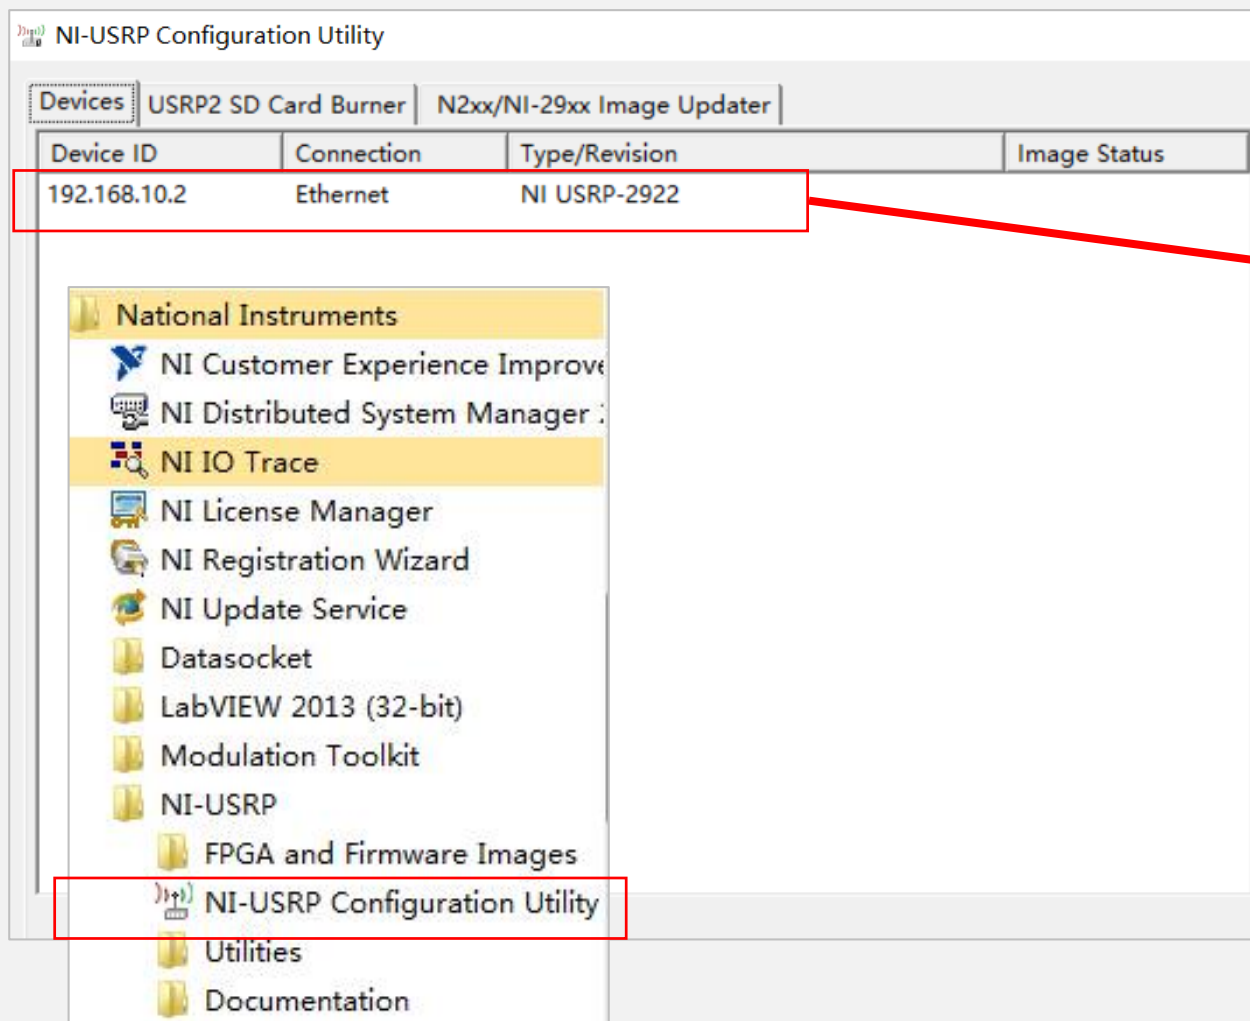 NI-USRP Configuration Utility
Devices USRP2 SD Card Burner N2xx/NI-29xx Image Updater
Device ID Connection Type/Revision Image Status
192.168.10.2 Ethernet NI USRP-2922
National Instruments
NI Customer Experience Improve
NI Distributed System Manager
NI IO Trace
NI License Manager
NI Registration Wizard
NI Update Service
Datasocket
LabVIEW 2013 (32-bit)
Modulation Toolkit
NI-USRP
FPGA and Firmware Images
NI-USRP Configuration Utility
Utilities
Documentation